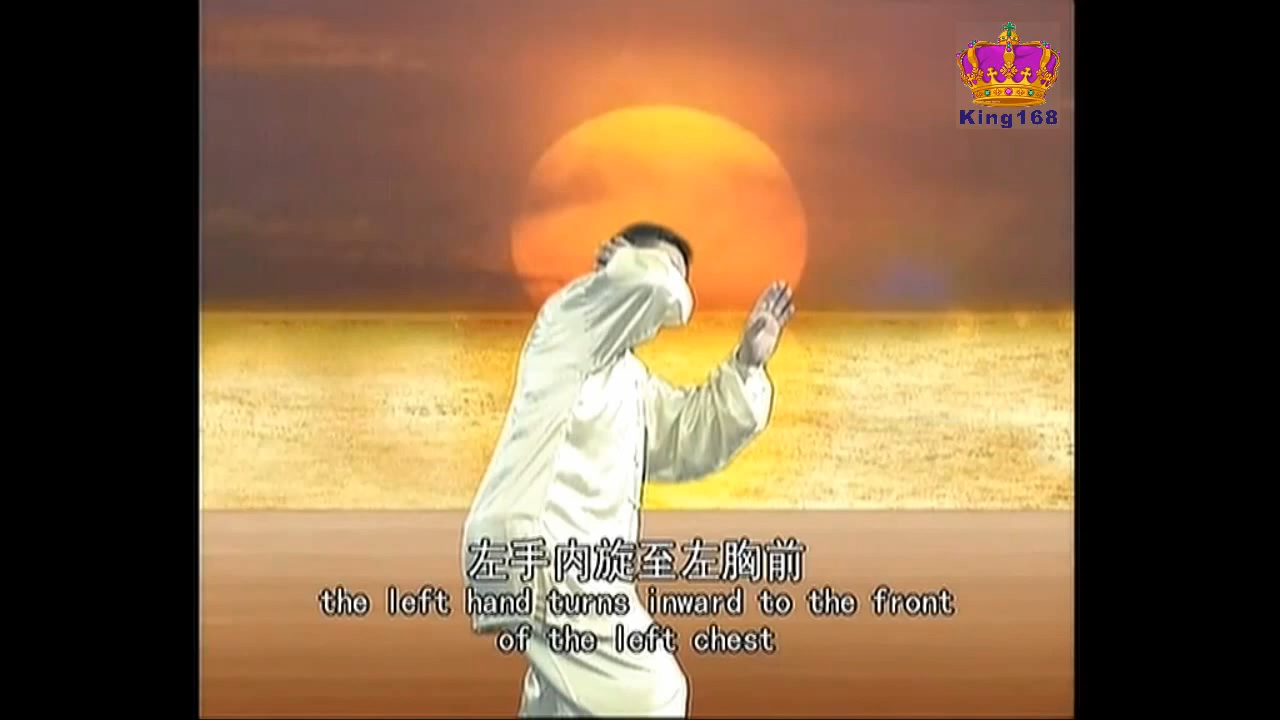 King168
左手内旋至左胸前
the left hand turns inward to the front
of the left chest